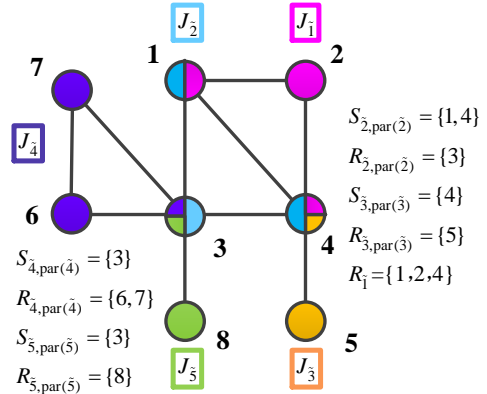 J_2̃ J_1̃
7 1 2
S_{2̃,par(2̃)} = {1,4}
J_4̃ R_{2̃,par(2̃)} = {3}
S_{3̃,par(3̃)} = {4}
6 3 4 R_{3̃,par(3̃)} = {5}
S_{4̃,par(4̃)} = {3} R_1̃ = {1,2,4}
R_{4̃,par(4̃)} = {6,7}
S_{5̃,par(5̃)} = {3} 8 5
R_{5̃,par(5̃)} = {8} J_5̃ J_3̃